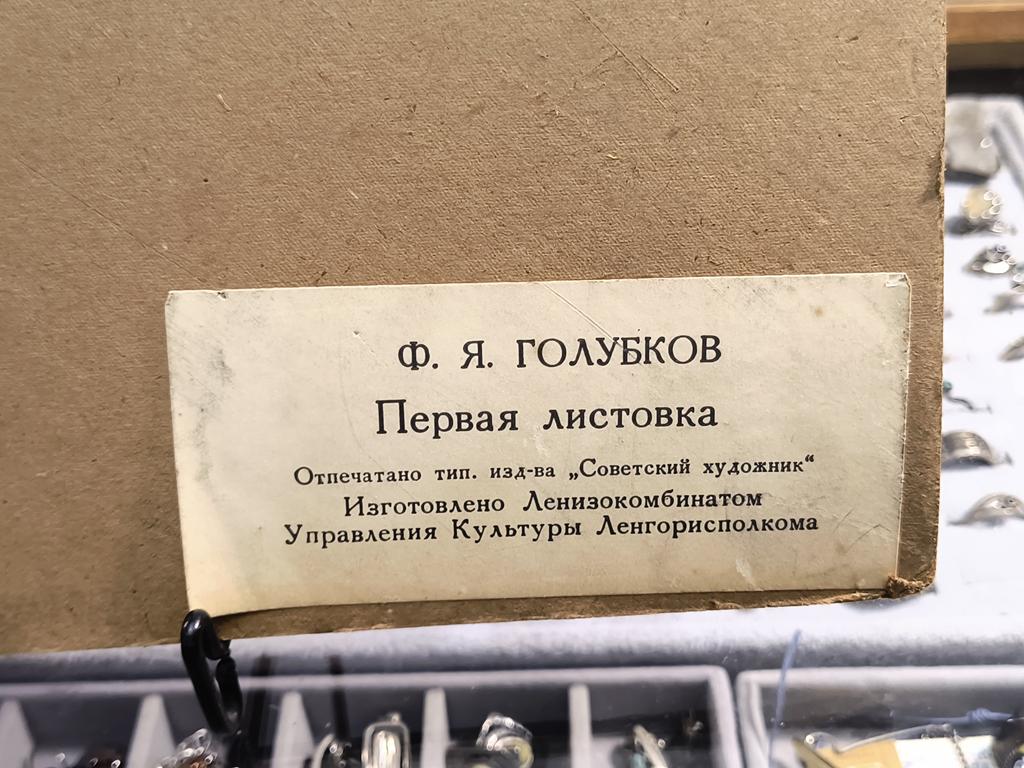 Ф. Я. ГОЛУБКОВ
Первая листовка
Отпечатано тип. изд-ва „Советский художник“
Изготовлено Ленизокомбинатом
Управления Культуры Ленгорисполкома